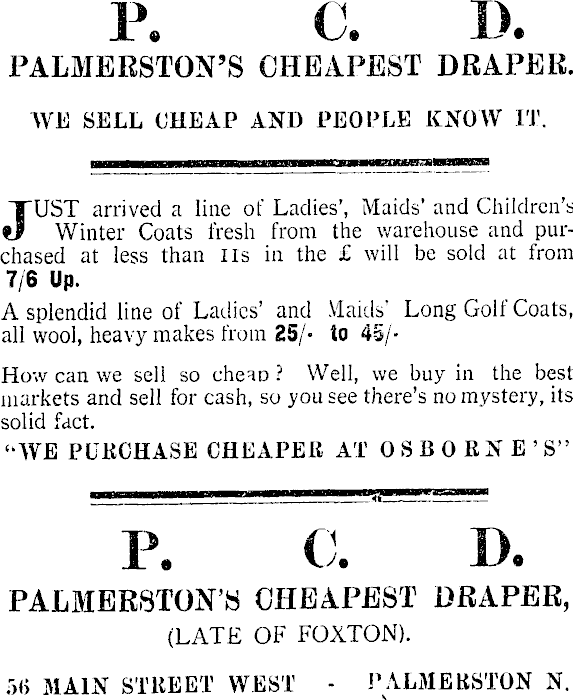 P. C. D.
PALMERSTON'S CHEAPEST DRAPER.
WE SELL CHEAP AND PEOPLE KNOW IT.
JUST arrived a line of Ladies', Maids' and Children's
Winter Coats fresh from the warehouse and pur-
chased at less than 11s in the £ will be sold at from
7/6 Up.
A splendid line of Ladies' and Maids' Long Golf Coats,
all wool, heavy makes from 25/- to 45/-
How can we sell so cheap? Well, we buy in the best
markets and sell for cash, so you see there's no mystery, its
solid fact.
"WE PURCHASE CHEAPER AT OSBORNE'S"
P. C. D.
PALMERSTON'S CHEAPEST DRAPER,
(LATE OF FOXTON).
56 MAIN STREET WEST - PALMERSTON N.